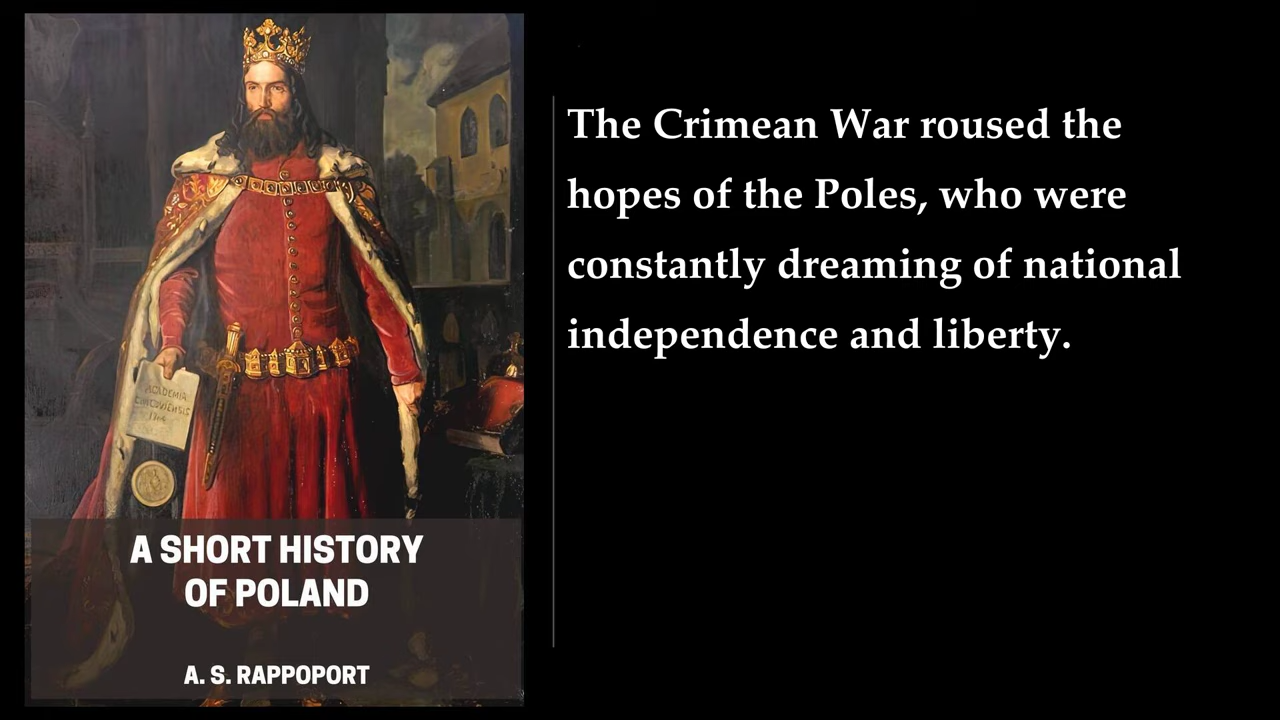 The Crimean War roused the
hopes of the Poles, who were
constantly dreaming of national
independence and liberty.
ACADEMIA
A SHORT HISTORY
OF POLAND
A. S. RAPPOPORT